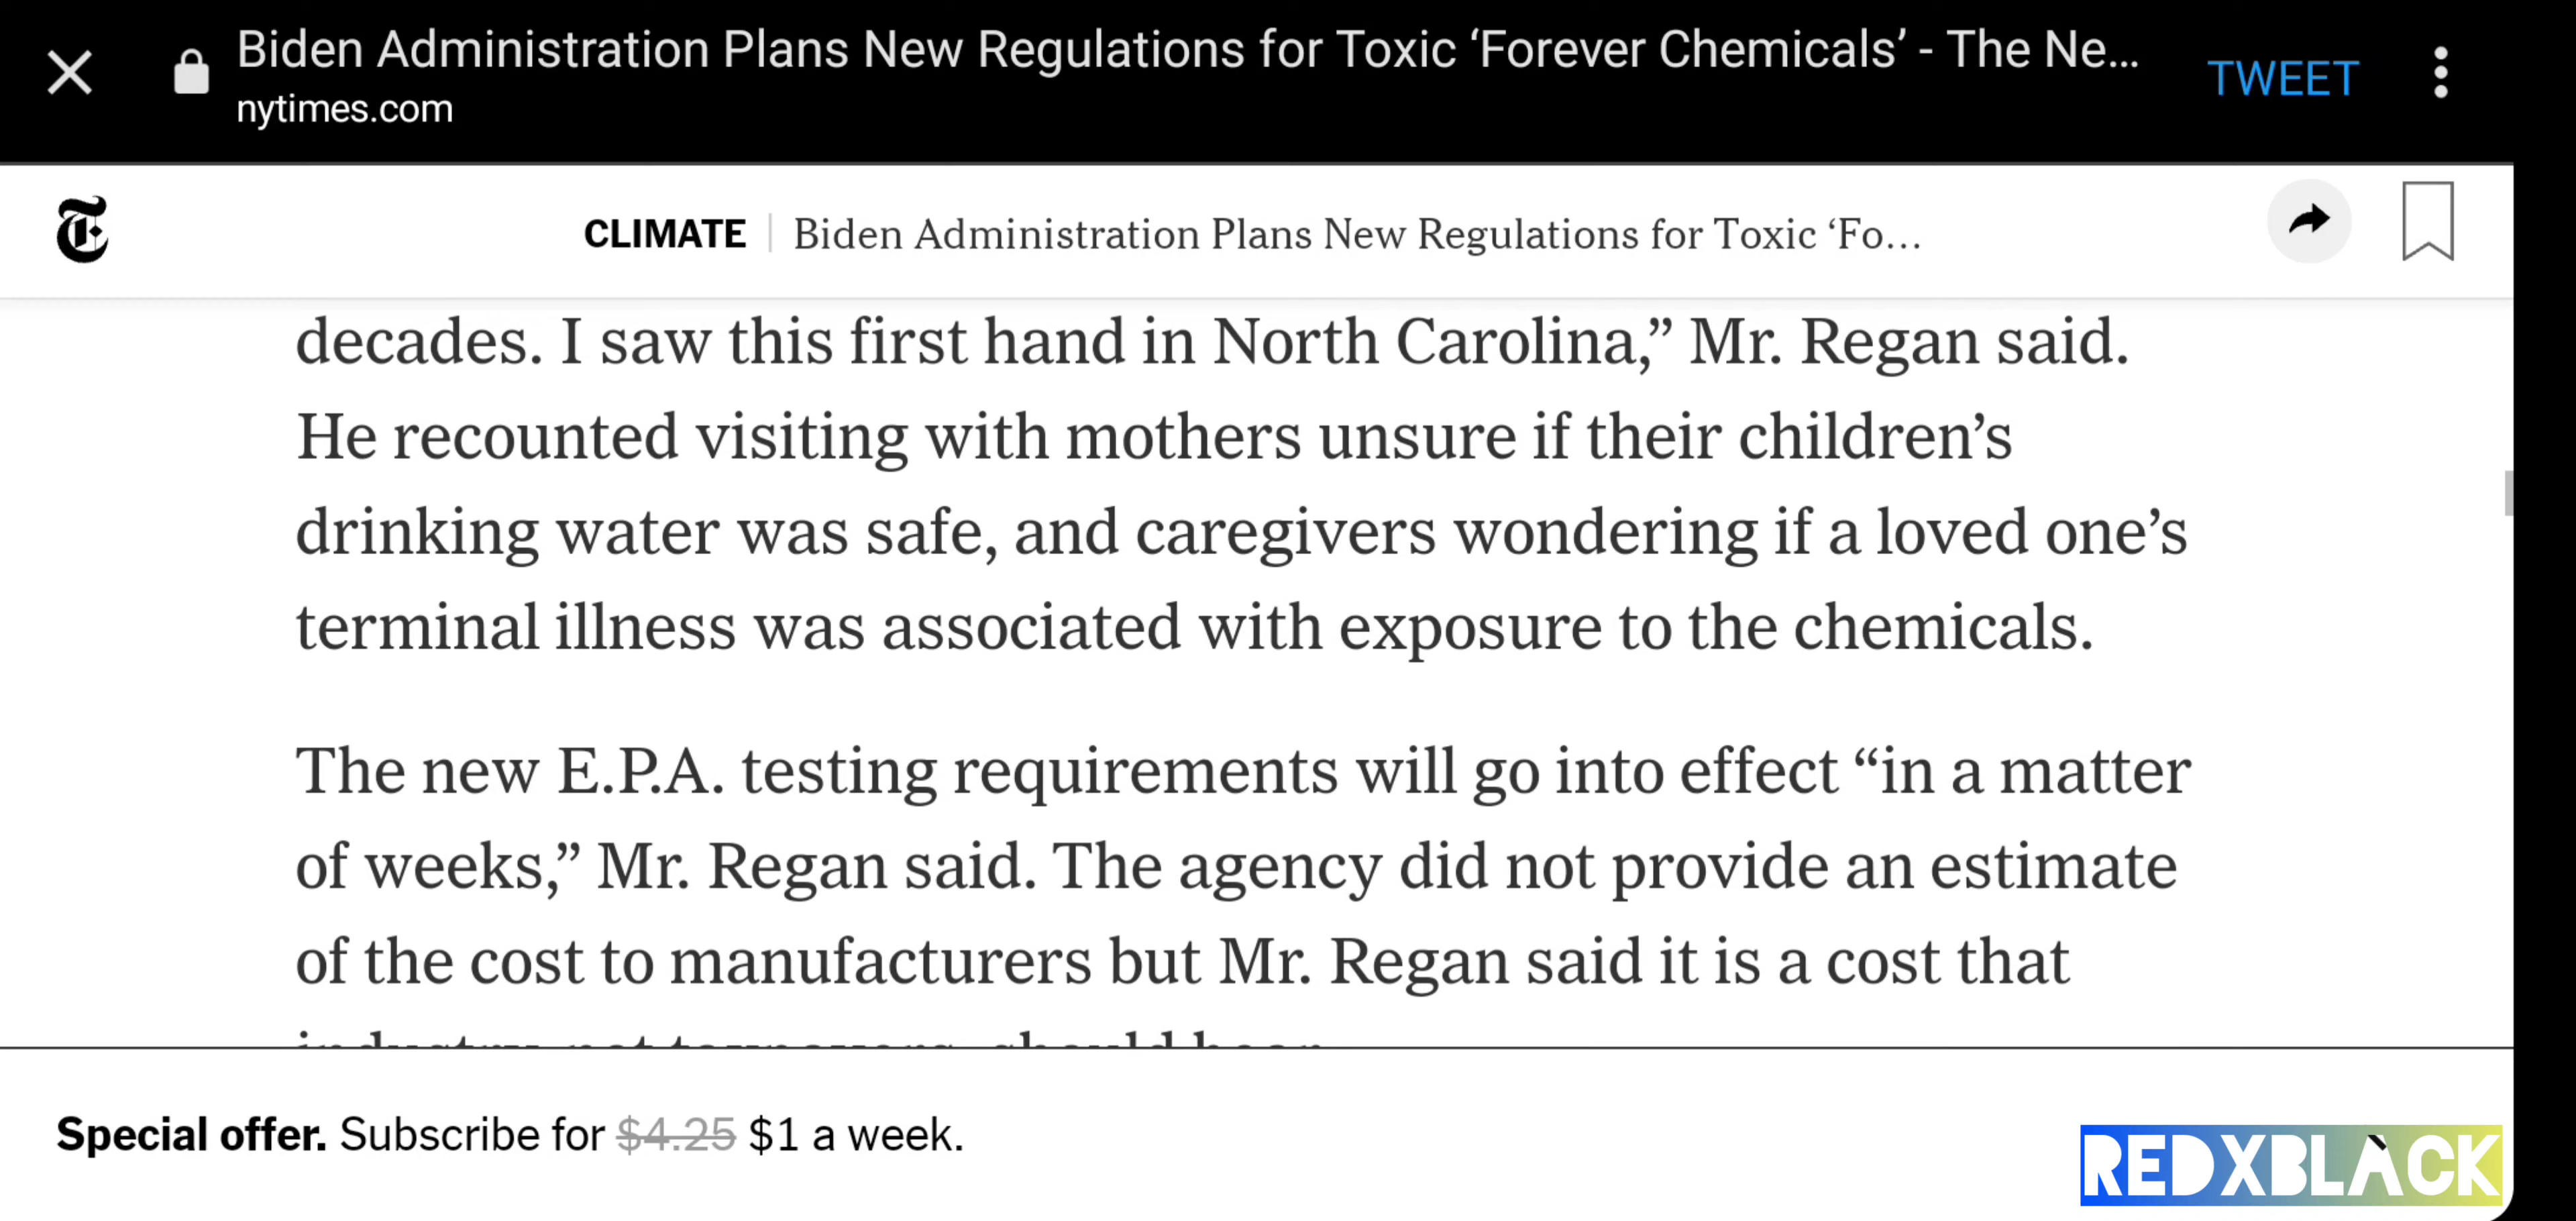 Biden Administration Plans New Regulations for Toxic ‘Forever Chemicals’ - The Ne...
nytimes.com
TWEET
CLIMATE | Biden Administration Plans New Regulations for Toxic ‘Fo...
decades. I saw this first hand in North Carolina,” Mr. Regan said.
He recounted visiting with mothers unsure if their children’s
drinking water was safe, and caregivers wondering if a loved one’s
terminal illness was associated with exposure to the chemicals.
The new E.P.A. testing requirements will go into effect “in a matter
of weeks,” Mr. Regan said. The agency did not provide an estimate
of the cost to manufacturers but Mr. Regan said it is a cost that
industry, not taxpayers, should bear.
Special offer. Subscribe for $4.25 $1 a week.
REDXBLACK